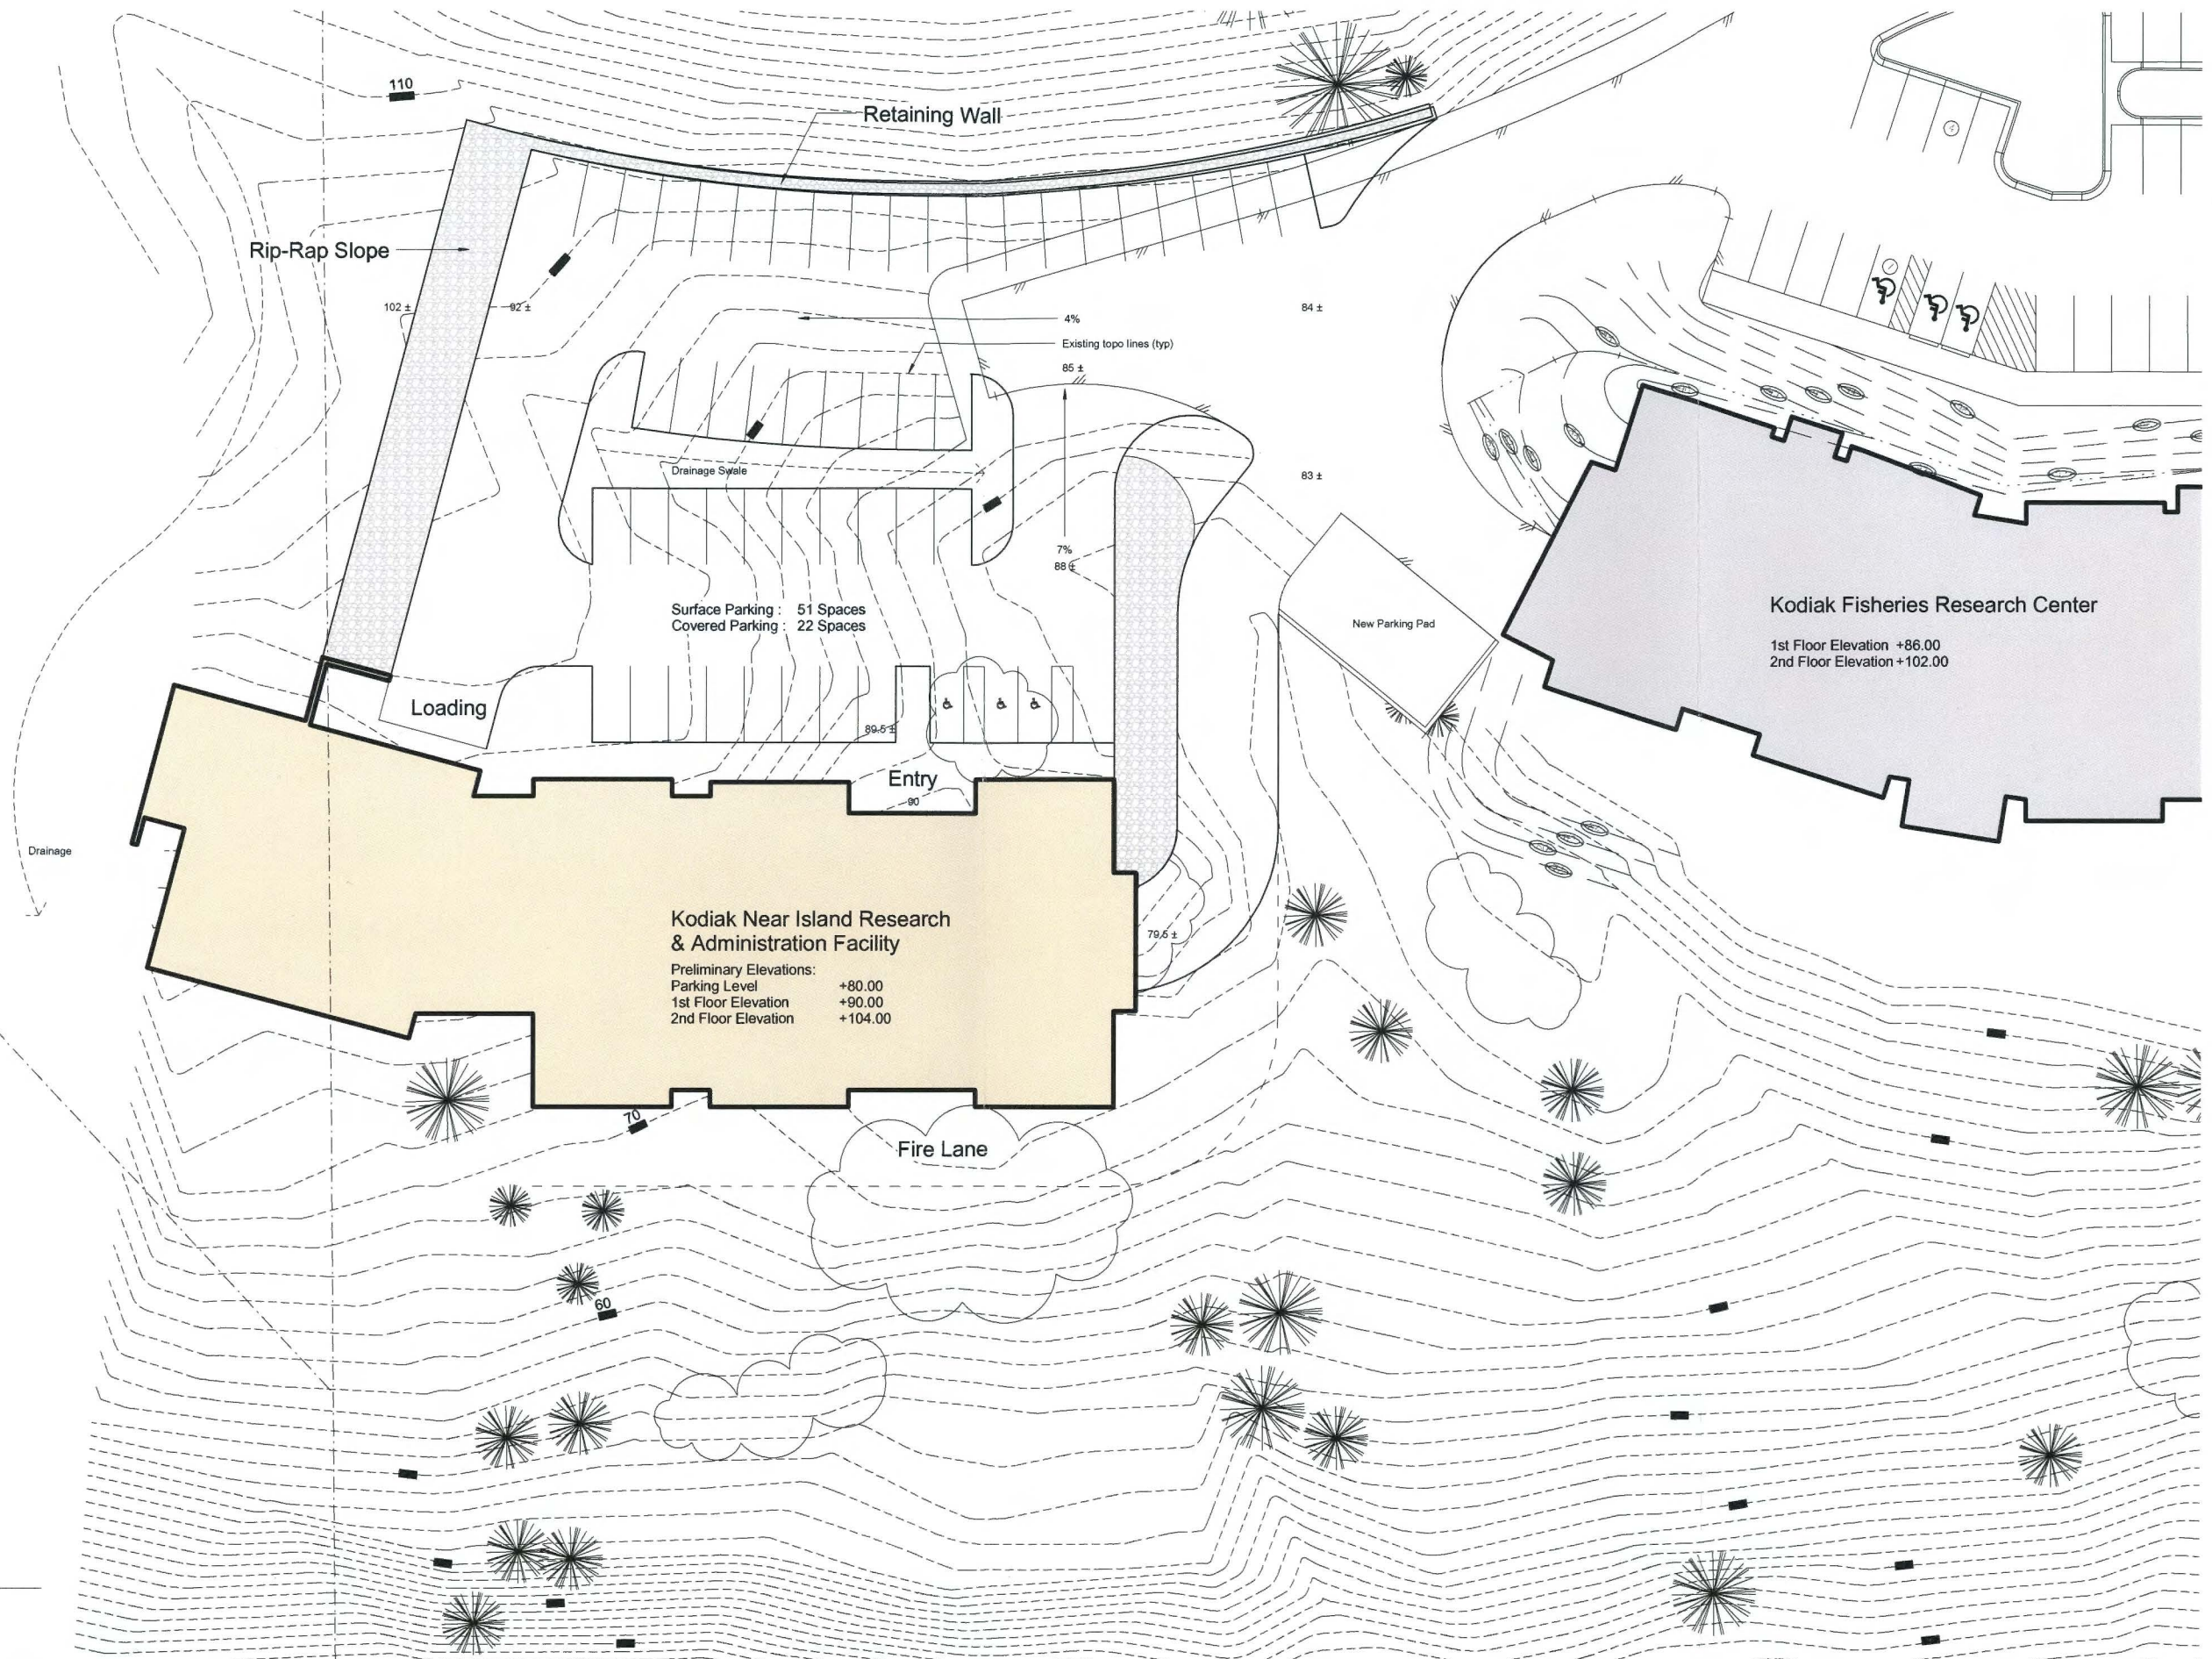 110
Retaining Wall
Rip-Rap Slope
102 ±
92 ±
84 ±
4%
Existing topo lines (typ)
85 ±
Drainage Swale
83 ±
7%
88 ±
Surface Parking : 51 Spaces
Covered Parking : 22 Spaces
New Parking Pad
Kodiak Fisheries Research Center
1st Floor Elevation +86.00
2nd Floor Elevation +102.00
Loading
89.5 ±
Entry
90
Drainage
Kodiak Near Island Research
& Administration Facility
Preliminary Elevations:
Parking Level +80.00
1st Floor Elevation +90.00
2nd Floor Elevation +104.00
79.5 ±
70
Fire Lane
60